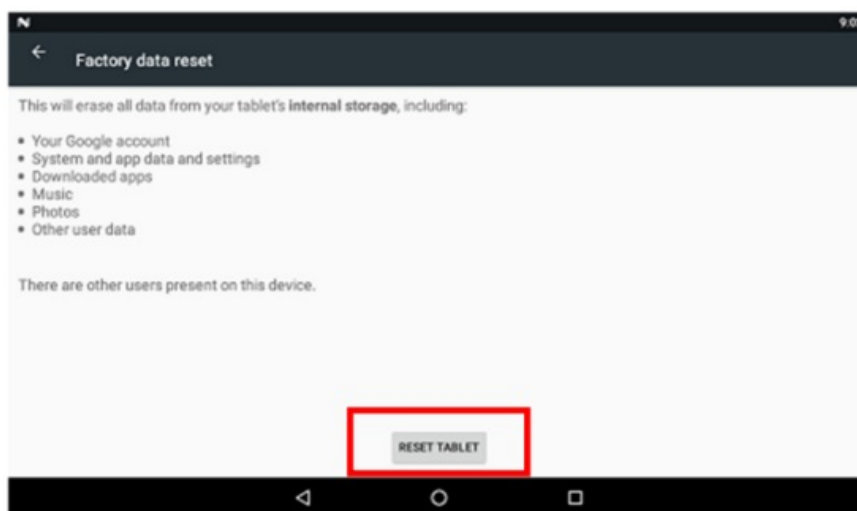 N
9:0
Factory data reset
This will erase all data from your tablet's internal storage, including:
• Your Google account
• System and app data and settings
• Downloaded apps
• Music
• Photos
• Other user data
There are other users present on this device.
RESET TABLET